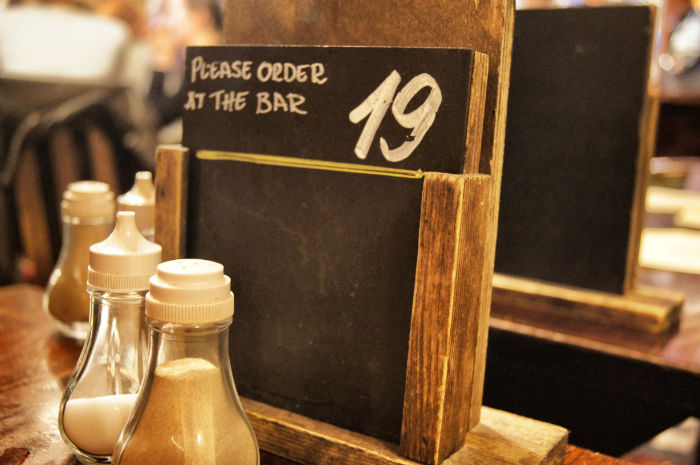 PLEASE ORDER
AT THE BAR
19